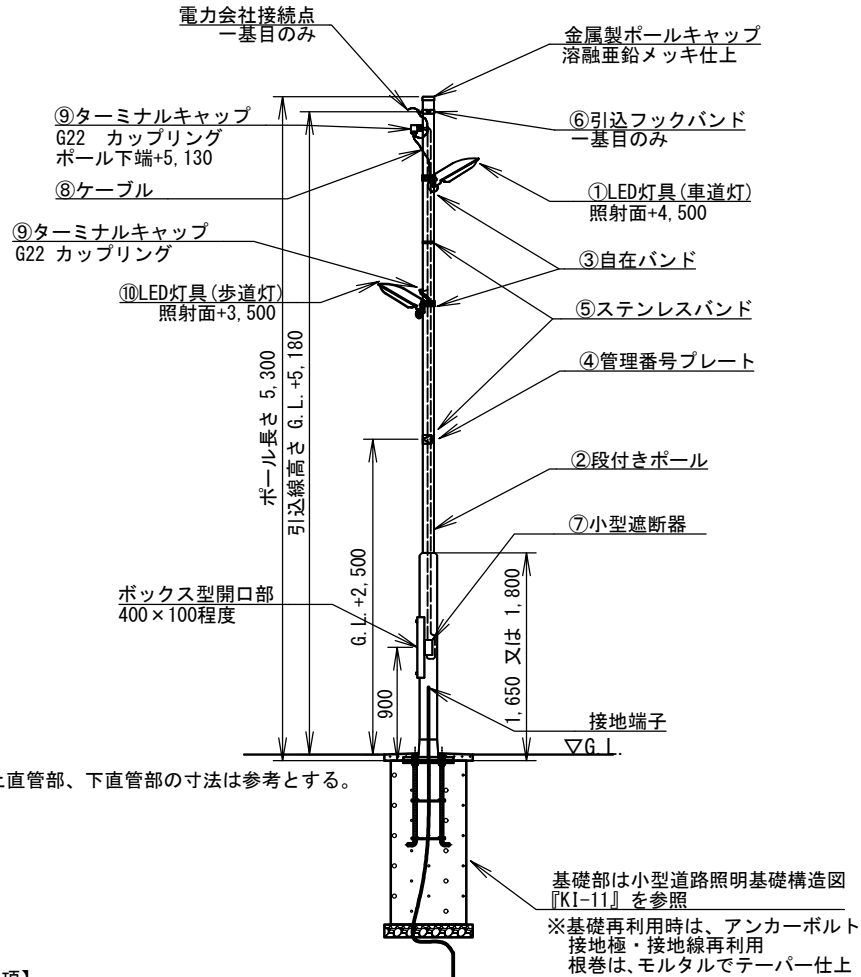 電力会社接続点
一基目のみ
金属製ポールキャップ
溶融亜鉛メッキ仕上
⑨ターミナルキャップ
G22 カップリング
ポール下端+5,130
⑥引込フックバンド
一基目のみ
⑧ケーブル
①LED灯具(車道灯)
照射面+4,500
⑨ターミナルキャップ
G22 カップリング
③自在バンド
⑩LED灯具(歩道灯)
照射面+3,500
⑤ステンレスバンド
④管理番号プレート
ポール長さ 5,300
引込線高さ G.L.+5,180
②段付きポール
⑦小型遮断器
G.L.+2,500
ボックス型開口部
400×100程度
1,650 又は 1,800
900
接地端子
▽G.L.
直管部、下直管部の寸法は参考とする。
基礎部は小型道路照明基礎構造図
『KI-11』を参照
※基礎再利用時は、アンカーボルト
接地極・接地線再利用
根巻は、モルタルでテーパー仕上
項】